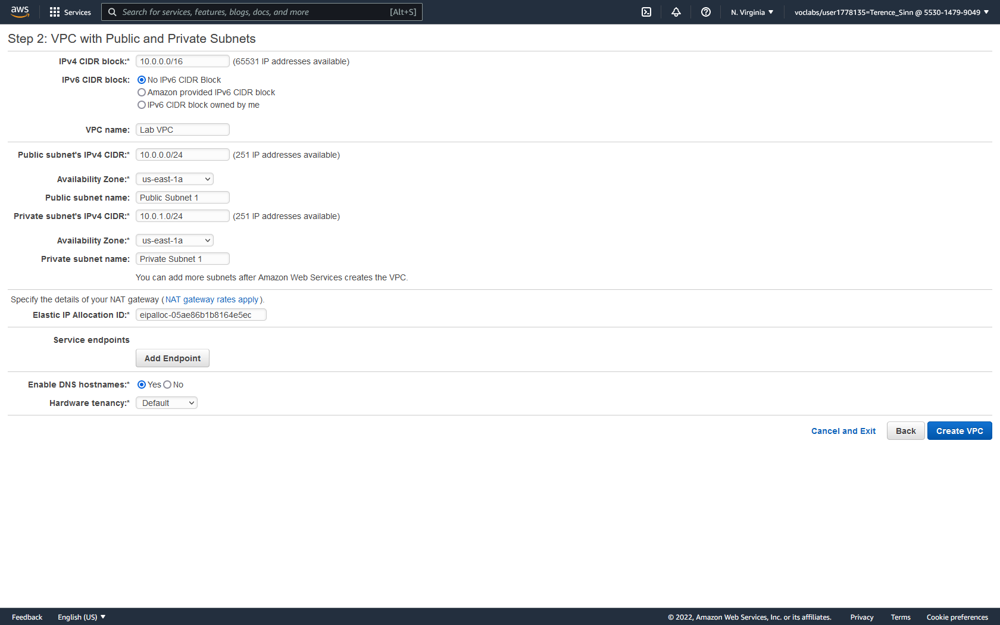 aws Services Search for services, features, blogs, docs, and more [Alt+S] N. Virginia ▼ voclabs/user1778135=Terence_Sinn @ 5530-1479-9049 ▼
Step 2: VPC with Public and Private Subnets
IPv4 CIDR block:* 10.0.0.0/16 (65531 IP addresses available)
IPv6 CIDR block: No IPv6 CIDR Block
Amazon provided IPv6 CIDR block
IPv6 CIDR block owned by me
VPC name: Lab VPC
Public subnet's IPv4 CIDR:* 10.0.0.0/24 (251 IP addresses available)
Availability Zone:* us-east-1a
Public subnet name: Public Subnet 1
Private subnet's IPv4 CIDR:* 10.0.1.0/24 (251 IP addresses available)
Availability Zone:* us-east-1a
Private subnet name: Private Subnet 1
You can add more subnets after Amazon Web Services creates the VPC.
Specify the details of your NAT gateway (NAT gateway rates apply).
Elastic IP Allocation ID:* eipalloc-05ae86b1b8164e5ec
Service endpoints
Add Endpoint
Enable DNS hostnames:* Yes No
Hardware tenancy:* Default
Cancel and Exit Back Create VPC
Feedback English (US) ▼ © 2022, Amazon Web Services, Inc. or its affiliates. Privacy Terms Cookie preferences